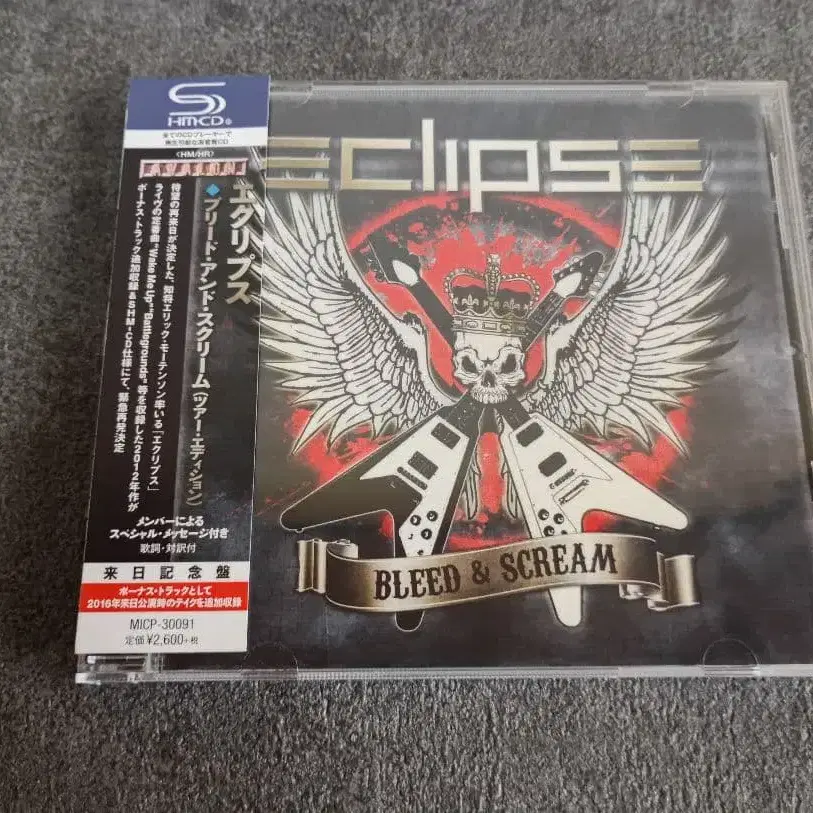 SHM-CD®
全てのCDプレーヤーで
再生可能な高音質CD
〈HM/HR〉
AVALON
エクリプス
◆ブリード・アンド・スクリーム(ツアー・エディション)
待望の再来日が決定した、知将エリック・モーテンソン率いる「エクリプス」
ライヴの定番曲"Wake Me Up""Battlegrounds"等を収録した2012年作が
ボーナス・トラック追加収録&SHM-CD仕様にて、緊急再発決定
メンバーによる
スペシャル・メッセージ付き
歌詞・対訳付
来日記念盤
ボーナス・トラックとして
2016年来日公演時のテイクを追加収録
MICP-30091
定価¥2,600+税
Eclipse
BLEED & SCREAM